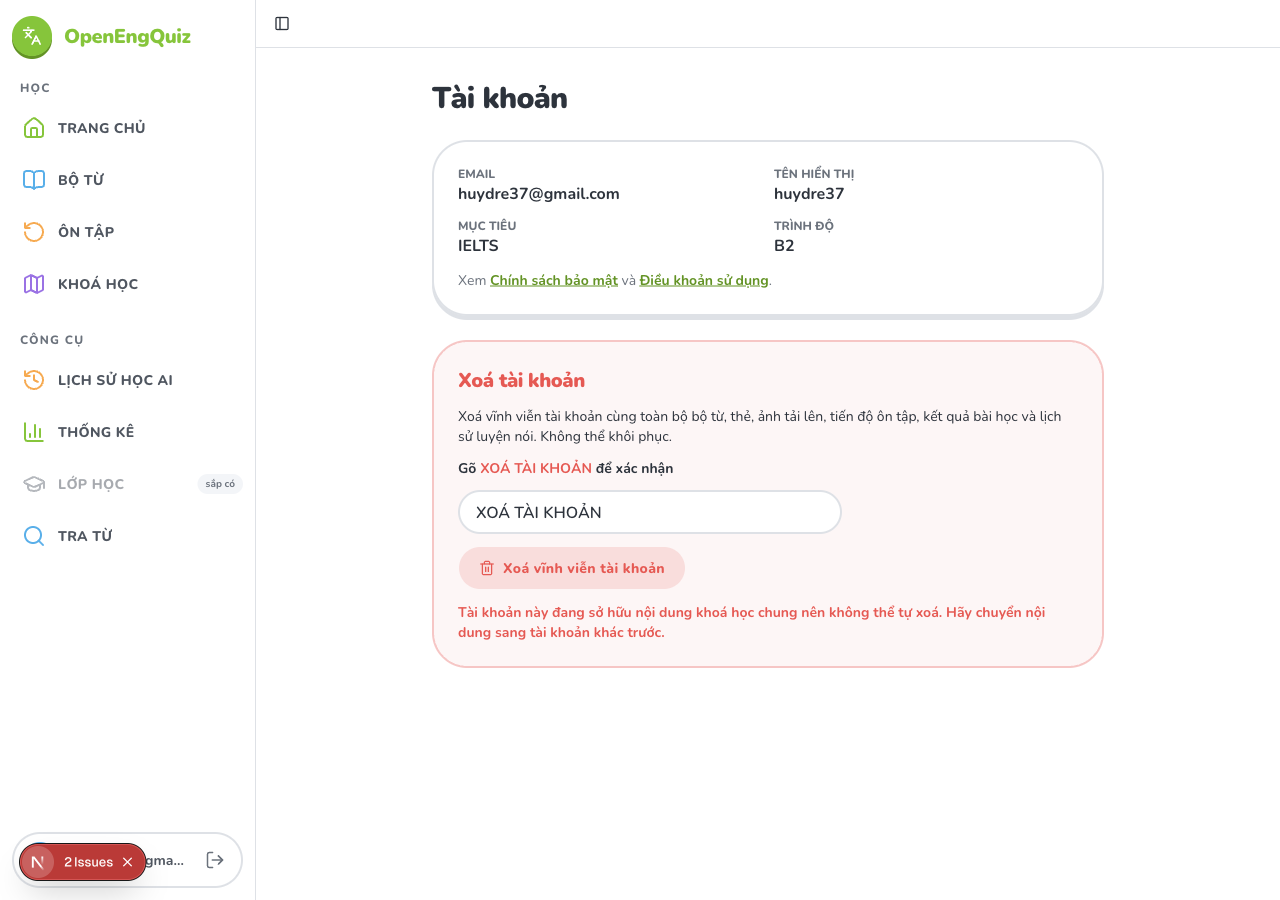 OpenEngQuiz
HỌC
TRANG CHỦ
BỘ TỪ
ÔN TẬP
KHOÁ HỌC
CÔNG CỤ
LỊCH SỬ HỌC AI
THỐNG KÊ
LỚP HỌC
sắp có
TRA TỪ
2 Issues
gma...
Tài khoản
EMAIL
huydre37@gmail.com
TÊN HIỂN THỊ
huydre37
MỤC TIÊU
IELTS
TRÌNH ĐỘ
B2
Xem Chính sách bảo mật và Điều khoản sử dụng.
Xoá tài khoản
Xoá vĩnh viễn tài khoản cùng toàn bộ bộ từ, thẻ, ảnh tải lên, tiến độ ôn tập, kết quả bài học và lịch
sử luyện nói. Không thể khôi phục.
Gõ XOÁ TÀI KHOẢN để xác nhận
XOÁ TÀI KHOẢN
Xoá vĩnh viễn tài khoản
Tài khoản này đang sở hữu nội dung khoá học chung nên không thể tự xoá. Hãy chuyển nội
dung sang tài khoản khác trước.